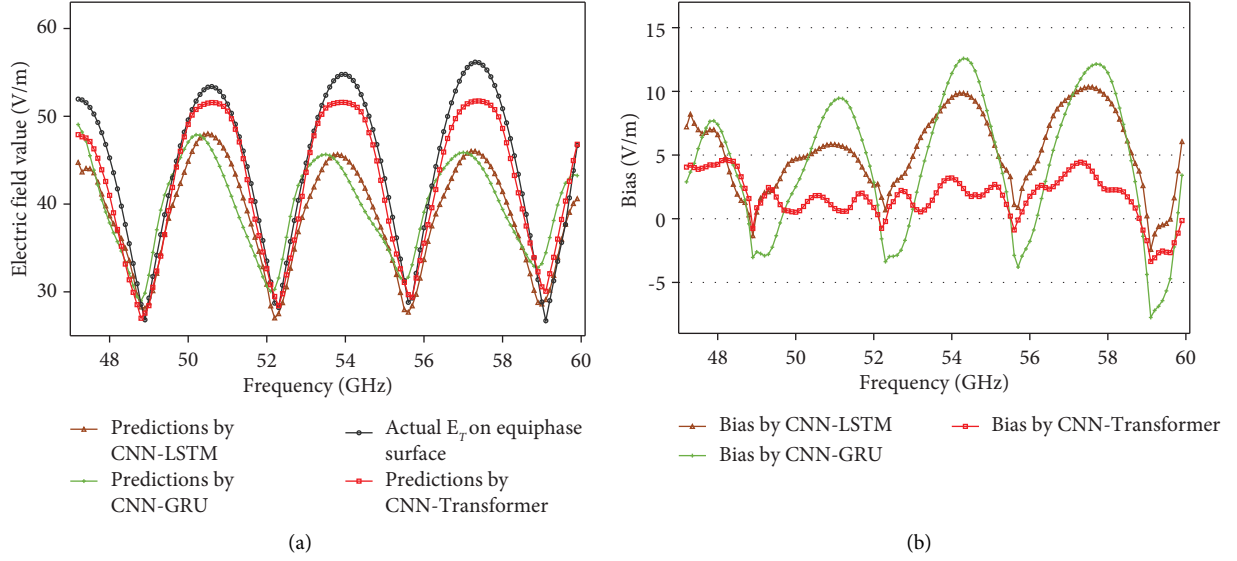 60
50
40
30
Electric field value (V/m)
48 50 52 54 56 58 60
Frequency (GHz)
Predictions by
CNN-LSTM
Predictions by
CNN-GRU
Actual E_T on equiphase
surface
Predictions by
CNN-Transformer
(a)
15
10
5
0
−5
Bias (V/m)
48 50 52 54 56 58 60
Frequency (GHz)
Bias by CNN-LSTM
Bias by CNN-GRU
Bias by CNN-Transformer
(b)